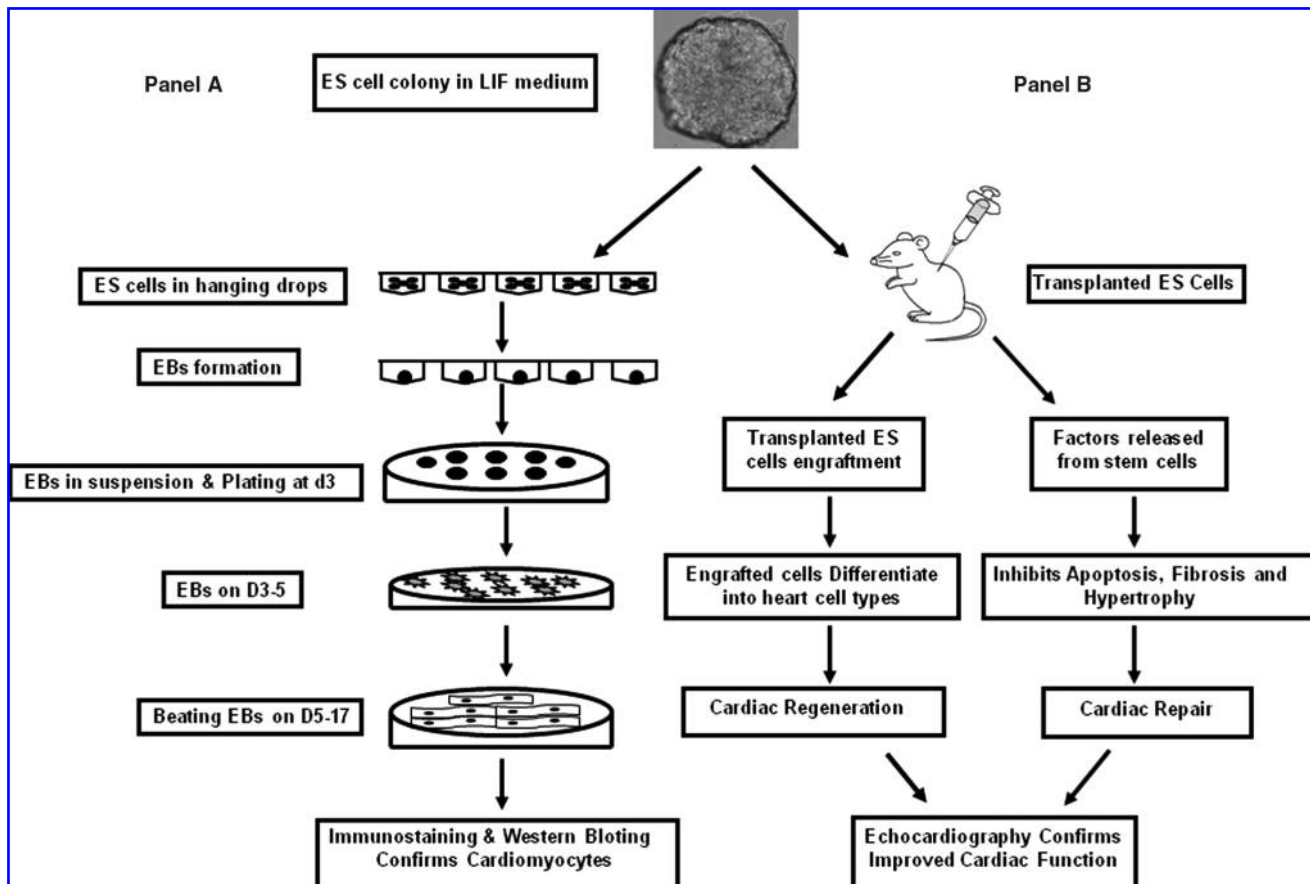 Panel A
ES cell colony in LIF medium
Panel B
ES cells in hanging drops
EBs formation
EBs in suspension & Plating at d3
EBs on D3-5
Beating EBs on D5-17
Immunostaining & Western Bloting
Confirms Cardiomyocytes
Transplanted ES Cells
Transplanted ES
cells engraftment
Engrafted cells Differentiate
into heart cell types
Cardiac Regeneration
Factors released
from stem cells
Inhibits Apoptosis, Fibrosis and
Hypertrophy
Cardiac Repair
Echocardiography Confirms
Improved Cardiac Function